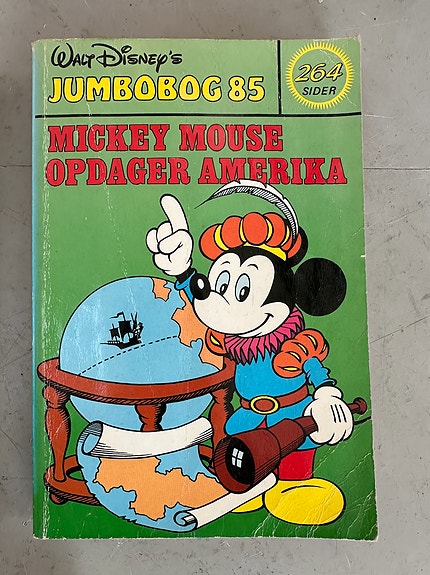 Walt Disney's
JUMBOBOG 85
264
SIDER
MICKEY MOUSE
OPDAGER AMERIKA